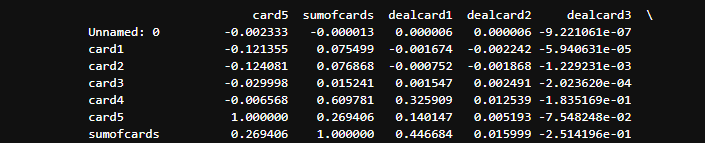 card5 sumofcards dealcard1 dealcard2 dealcard3 \
Unnamed: 0 -0.002333 -0.000013 0.000006 0.000006 -9.221061e-07
card1 -0.121355 0.075499 -0.001674 -0.002242 -5.940631e-05
card2 -0.124081 0.076868 -0.000752 -0.001868 -1.229231e-03
card3 -0.029998 0.015241 0.001547 0.002491 -2.023620e-04
card4 -0.006568 0.609781 0.325909 0.012539 -1.835169e-01
card5 1.000000 0.269406 0.140147 0.005193 -7.548248e-02
sumofcards 0.269406 1.000000 0.446684 0.015999 -2.514196e-01